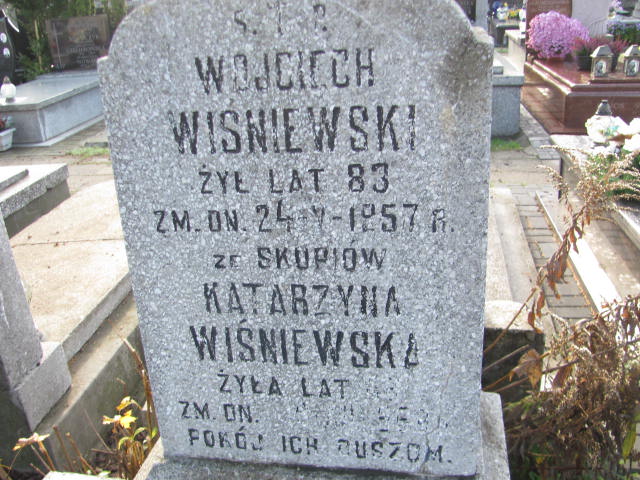 Ś. † P.
WOJCIECH
WIŚNIEWSKI
ŻYŁ LAT 83
ZM. DN. 24-V-1957 R.
ZE SKUPIÓW
KATARZYNA
WIŚNIEWSKA
ŻYŁA LAT
ZM. DN.
POKÓJ ICH DUSZOM.